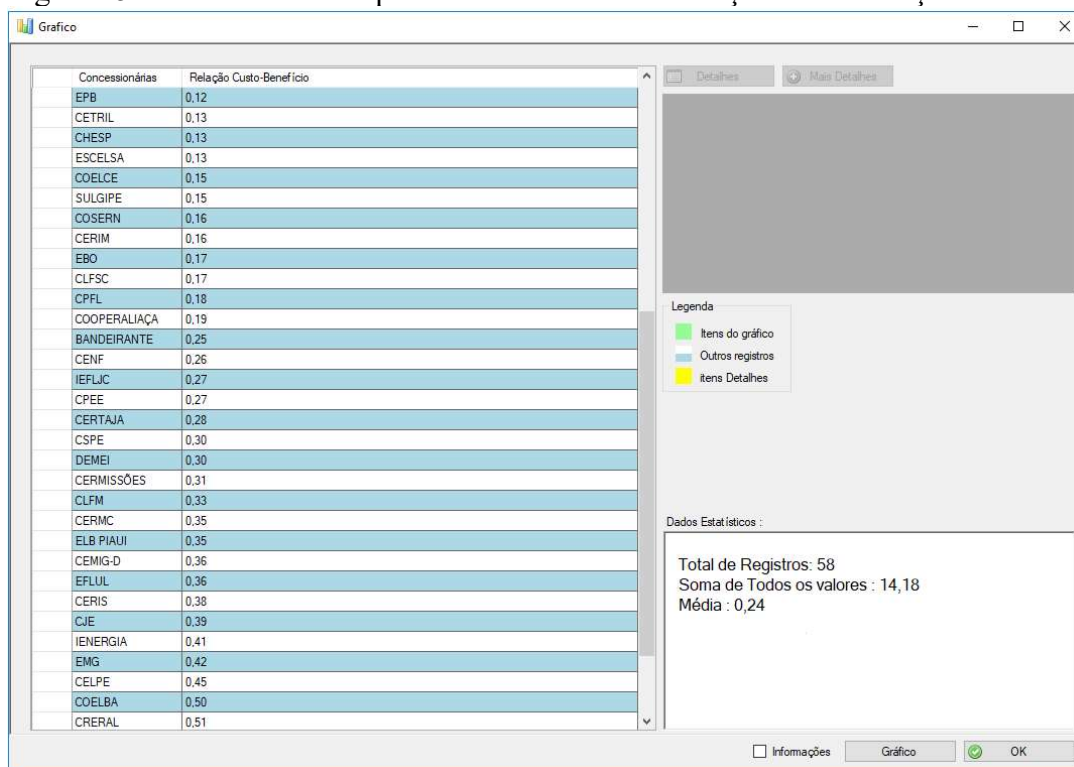 Grafico
Concessionárias Relação Custo-Benefício
EPB 0,12
CETRIL 0,13
CHESP 0,13
ESCELSA 0,13
COELCE 0,15
SULGIPE 0,15
COSERN 0,16
CERIM 0,16
EBO 0,17
CLFSC 0,17
CPFL 0,18
COOPERALIAÇA 0,19
BANDEIRANTE 0,25
CENF 0,26
IEFLJC 0,27
CPEE 0,27
CERTAJA 0,28
CSPE 0,30
DEMEI 0,30
CERMISSÕES 0,31
CLFM 0,33
CERMC 0,35
ELB PIAUI 0,35
CEMIG-D 0,36
EFLUL 0,36
CERIS 0,38
CJE 0,39
IENERGIA 0,41
EMG 0,42
CELPE 0,45
COELBA 0,50
CRERAL 0,51
Detalhes Mais Detalhes
Legenda
Itens do gráfico
Outros registros
itens Detalhes
Dados Estatísticos :
Total de Registros: 58
Soma de Todos os valores : 14,18
Média : 0,24
Informações Gráfico OK